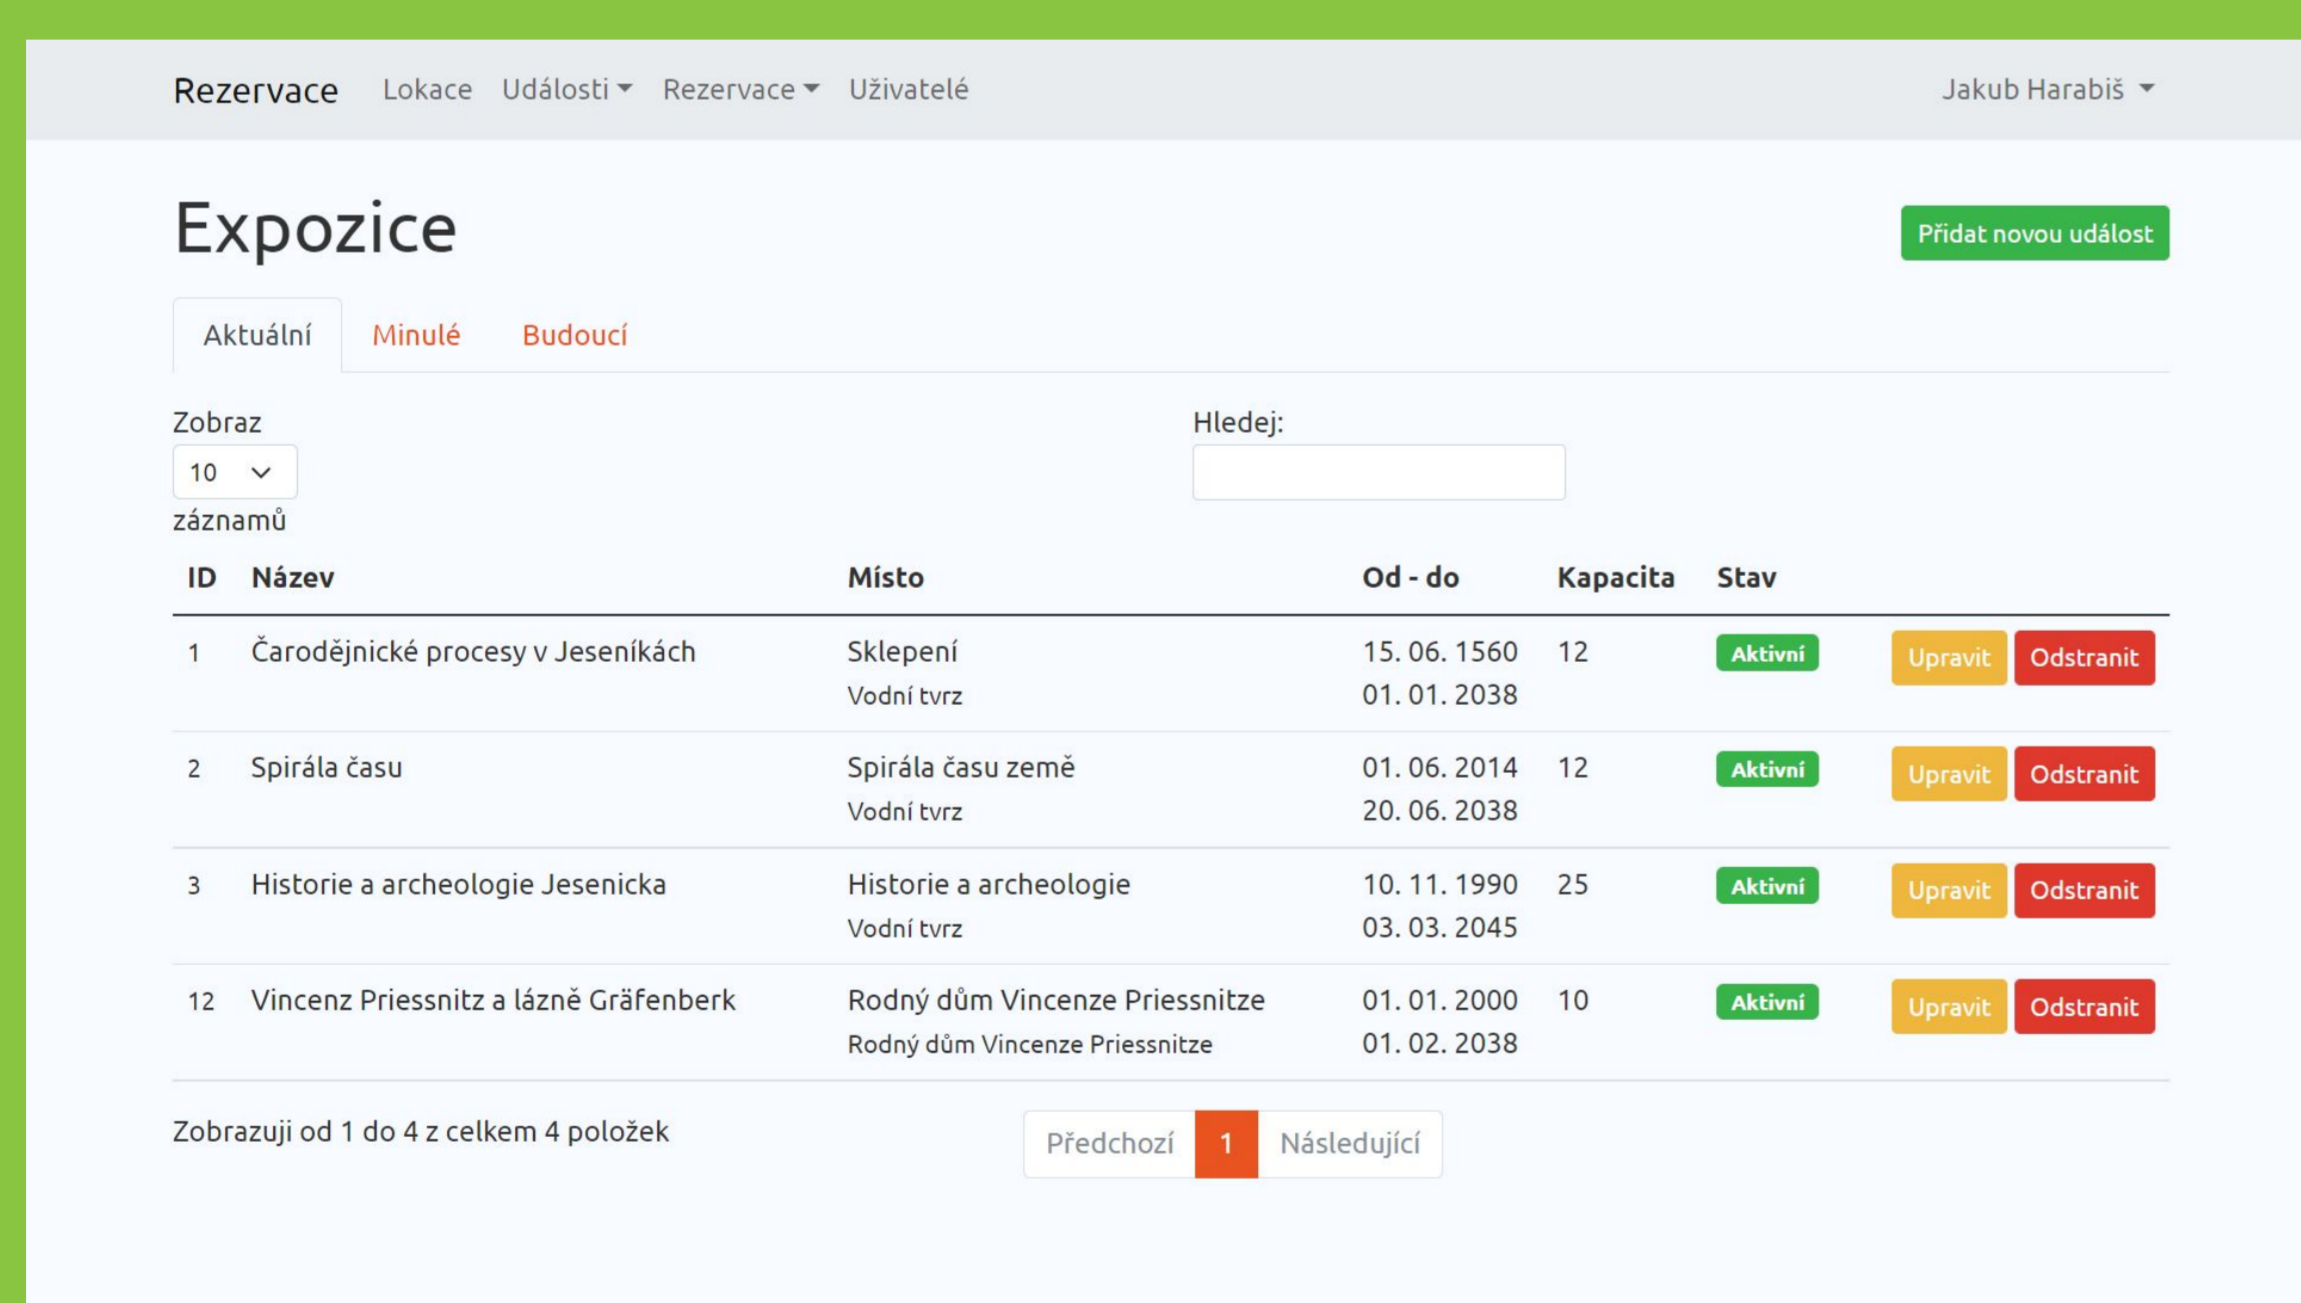 Rezervace Lokace Události Rezervace Uživatelé Jakub Harabiš
Expozice Přidat novou událost
Aktuální Minulé Budoucí
Zobraz Hledej:
10
záznamů
ID Název Místo Od - do Kapacita Stav
1 Čarodějnické procesy v Jeseníkách Sklepení 15. 06. 1560 12 Aktivní Upravit Odstranit
Vodní tvrz 01. 01. 2038
2 Spirála času Spirála času země 01. 06. 2014 12 Aktivní Upravit Odstranit
Vodní tvrz 20. 06. 2038
3 Historie a archeologie Jesenicka Historie a archeologie 10. 11. 1990 25 Aktivní Upravit Odstranit
Vodní tvrz 03. 03. 2045
12 Vincenz Priessnitz a lázně Gräfenberk Rodný dům Vincenze Priessnitze 01. 01. 2000 10 Aktivní Upravit Odstranit
Rodný dům Vincenze Priessnitze 01. 02. 2038
Zobrazuji od 1 do 4 z celkem 4 položek Předchozí 1 Následující